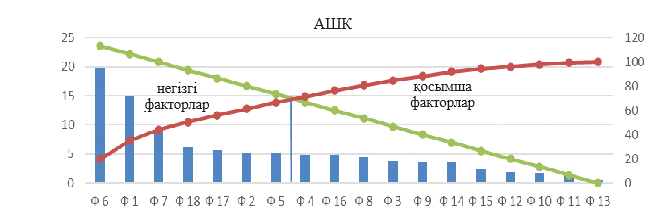 АШК
25
20
15
10
5
0
120
100
80
60
40
20
0
негізгі
факторлар
қосымша
факторлар
Ф 6 Ф 1 Ф 7 Ф 18 Ф 17 Ф 2 Ф 5 Ф 4 Ф 16 Ф 8 Ф 3 Ф 9 Ф 14 Ф 15 Ф 12 Ф 10 Ф 11 Ф 13